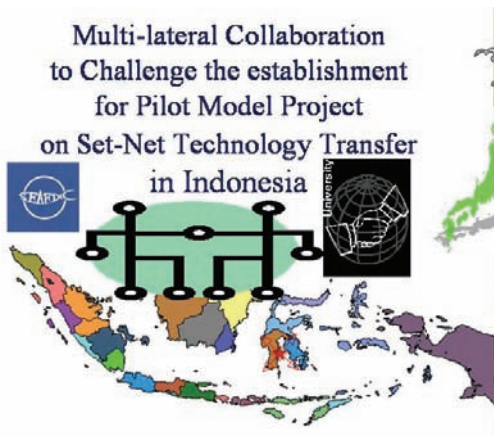 Multi-lateral Collaboration
to Challenge the establishment
for Pilot Model Project
on Set-Net Technology Transfer
in Indonesia
University